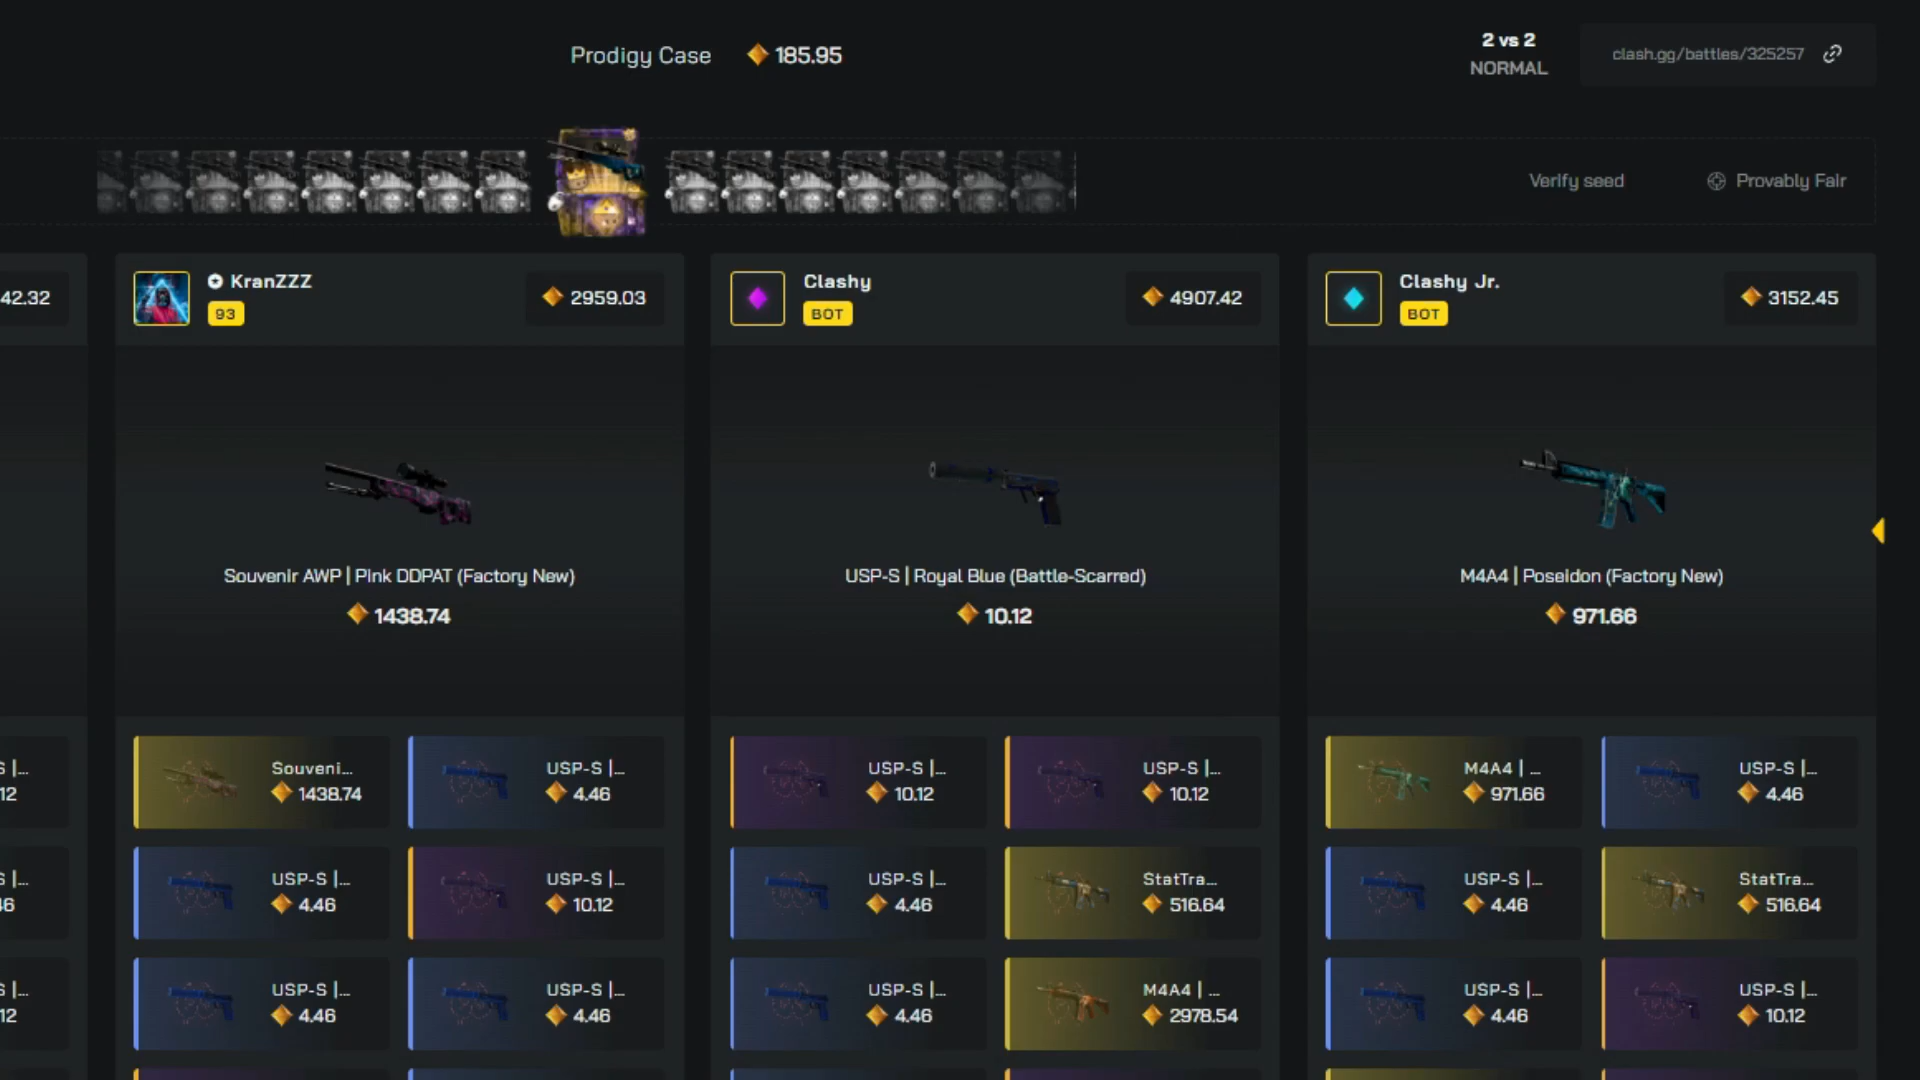 Prodigy Case 185.95
2 vs 2
NORMAL
clash.gg/battles/325257
Verify seed
Provably Fair
42.32
KranZZZ
93
2959.03
Clashy
BOT
4907.42
Clashy Jr.
BOT
3152.45
Souvenir AWP | Pink DDPAT (Factory New)
1438.74
USP-S | Royal Blue (Battle-Scarred)
10.12
M4A4 | Poseidon (Factory New)
971.66
S |...
12
Souveni...
1438.74
USP-S |...
4.46
USP-S |...
10.12
USP-S |...
10.12
M4A4 | ...
971.66
USP-S |...
4.46
S |...
46
USP-S |...
4.46
USP-S |...
10.12
USP-S |...
4.46
StatTra...
516.64
USP-S |...
4.46
StatTra...
516.64
S |...
12
USP-S |...
4.46
USP-S |...
4.46
USP-S |...
4.46
M4A4 | ...
2978.54
USP-S |...
4.46
USP-S |...
10.12